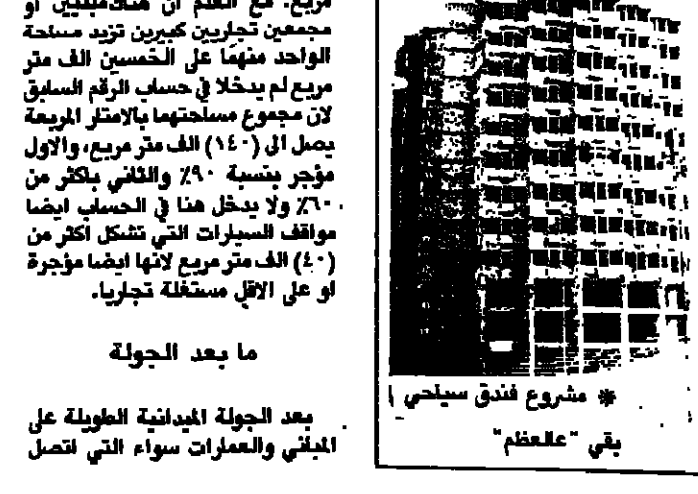 مربع. مع العلم ان هناك مبنيين او
مجمعين تجاريين كبيرين تزيد مساحة
الواحد منهما على الخمسين الف متر
مربع لم يدخلا في حساب الرقم السابق
لان مجموع مساحتهما بالامتار المربعة
يصل الى (١٤٠) الف متر مربع، والاول
مؤجر بنسبة ٩٠٪ والثاني باكثر من
٦٠٪ ولا يدخل هنا في الحساب ايضا
مواقف السيارات التي تشكل اكثر من
(٤٠) الف متر مربع لانها ايضا مؤجرة
او على الاقل مستغلة تجاريا.
ما بعد الجولة
بعد الجولة الميدانية الطويلة على
المباني والعمارات سواء التي اتصل
* مشروع فندق سياحي
بقي "عالعظم"